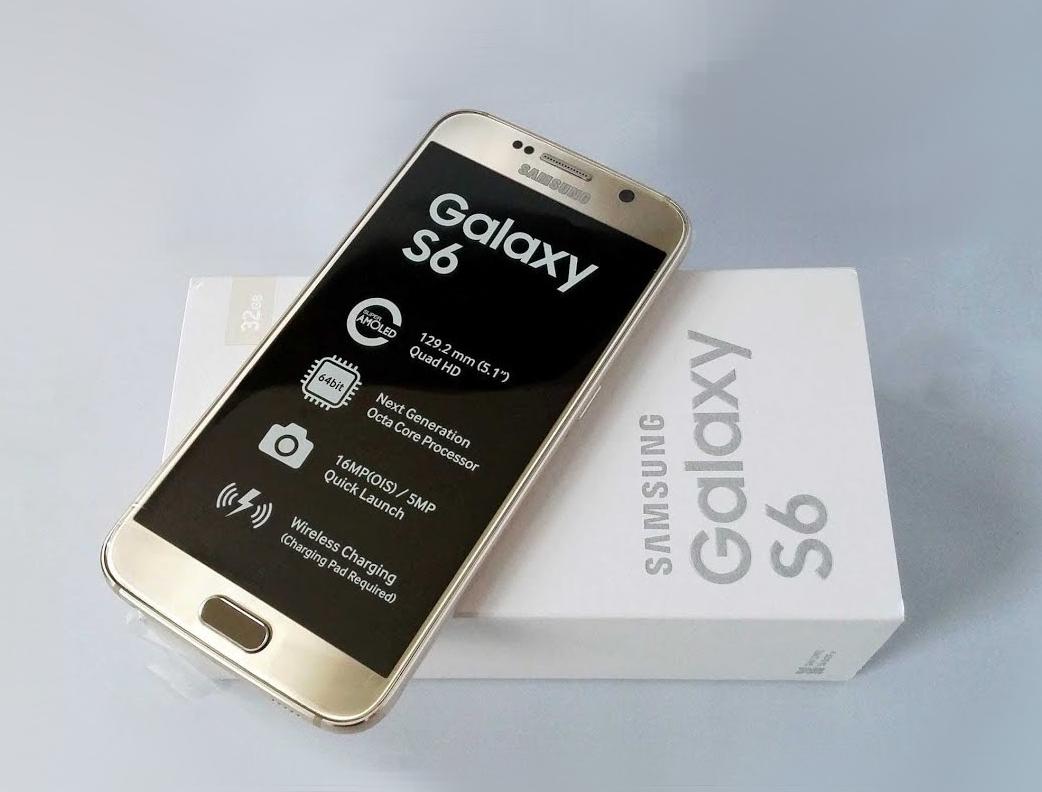 SAMSUNG
Galaxy
S6
SUPER
AMOLED
129.2 mm (5.1")
Quad HD
64bit
Next Generation
Octa Core Processor
16MP(OIS) / 5MP
Quick Launch
Wireless Charging
(Charging Pad Required)
32GB
SAMSUNG
Galaxy
S6